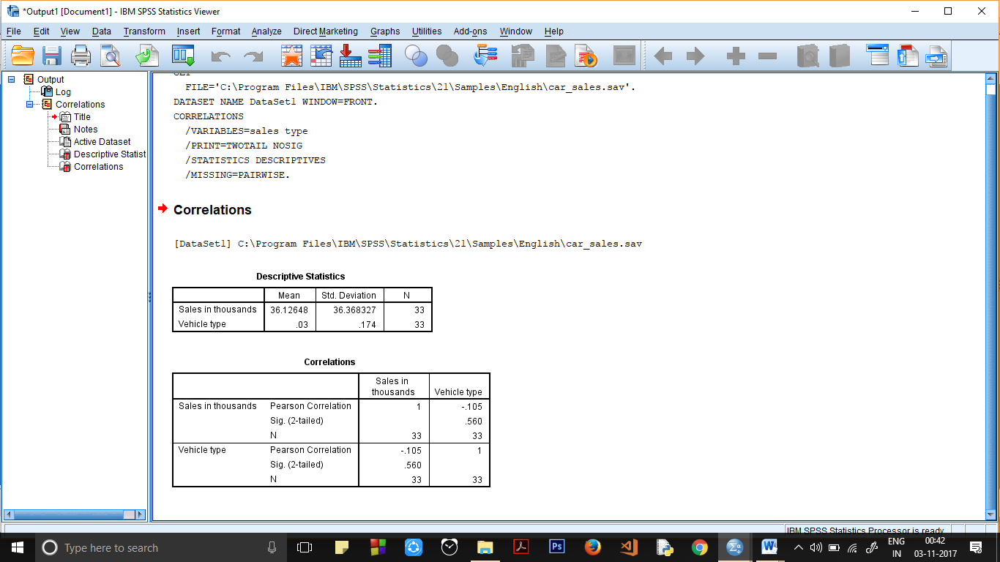 *Output1 [Document1] - IBM SPSS Statistics Viewer
File Edit View Data Transform Insert Format Analyze Direct Marketing Graphs Utilities Add-ons Window Help
Output
Log
Correlations
Title
Notes
Active Dataset
Descriptive Statist
Correlations
GET
FILE='C:\Program Files\IBM\SPSS\Statistics\21\Samples\English\car_sales.sav'.
DATASET NAME DataSet1 WINDOW=FRONT.
CORRELATIONS
/VARIABLES=sales type
/PRINT=TWOTAIL NOSIG
/STATISTICS DESCRIPTIVES
/MISSING=PAIRWISE.
Correlations
[DataSet1] C:\Program Files\IBM\SPSS\Statistics\21\Samples\English\car_sales.sav
Descriptive Statistics
Mean Std. Deviation N
Sales in thousands 36.12648 36.368327 33
Vehicle type .03 .174 33
Correlations
Sales in
thousands Vehicle type
Sales in thousands Pearson Correlation 1 -.105
Sig. (2-tailed) .560
N 33 33
Vehicle type Pearson Correlation -.105 1
Sig. (2-tailed) .560
N 33 33
IBM SPSS Statistics Processor is ready
Type here to search
Ps
W
ENG
IN
00:42
03-11-2017